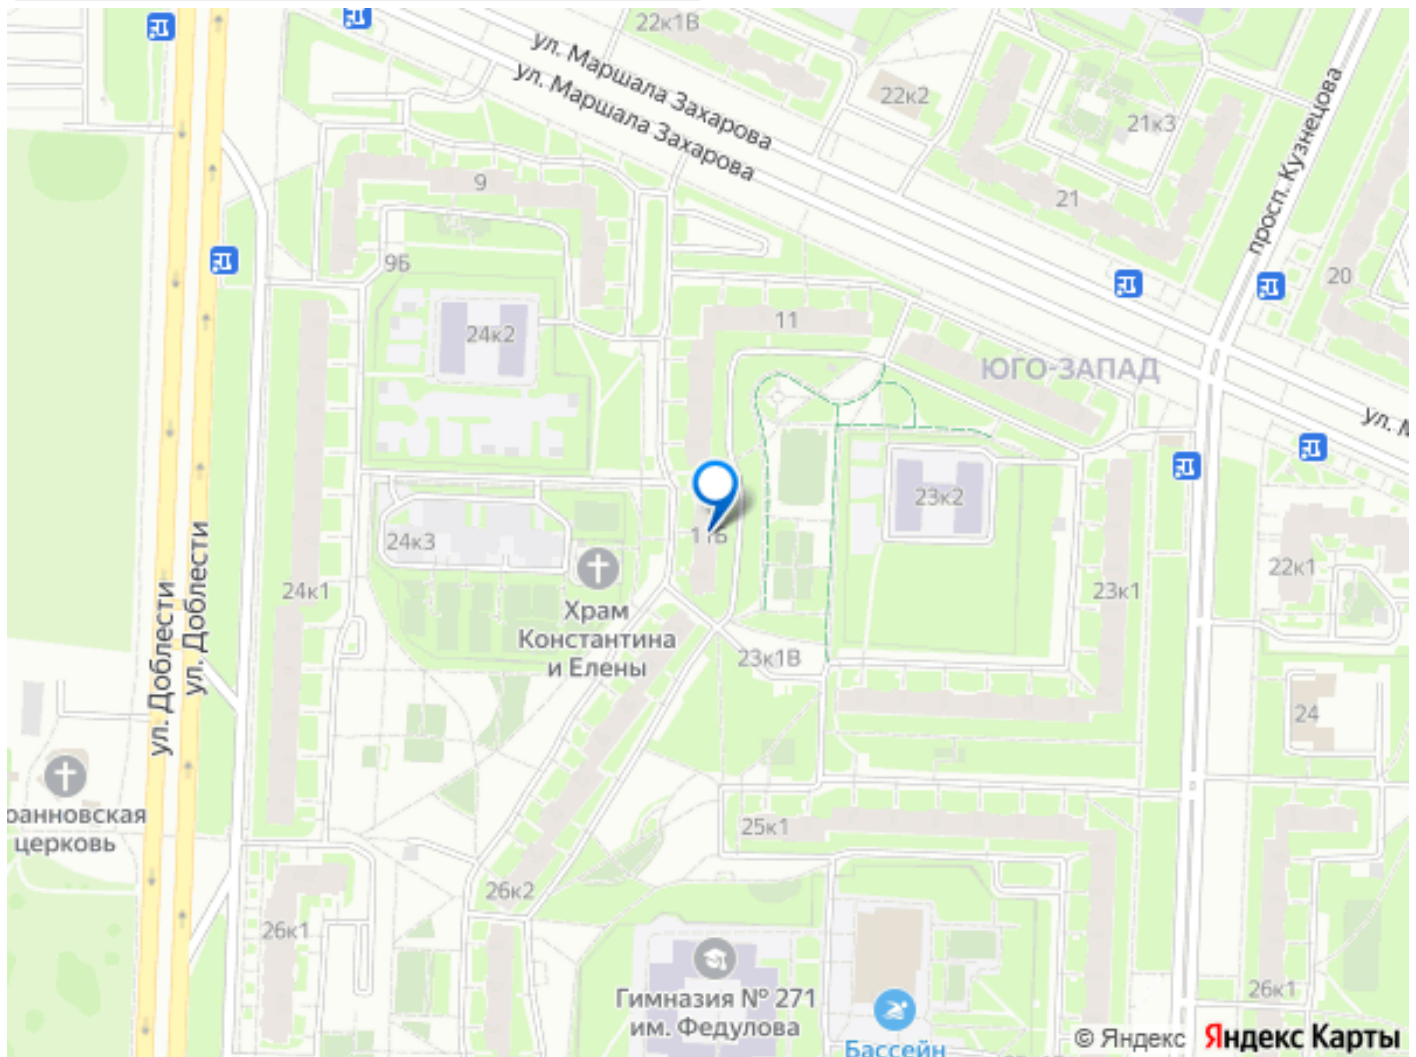 22к1В
ул. Маршала Захарова
ул. Маршала Захарова
22к2
21к3
просп. Кузнецова
9
21
9Б
20
11
24к2
ЮГО-ЗАПАД
ул. М
23к2
11Б
24к3
22к1
24к1
23к1
Храм
Константина
и Елены
ул. Доблести
ул. Доблести
23к1В
24
оанновская
церковь
25к1
26к2
26к1
Гимназия № 271
им. Федулова
26к1
Бассейн
© Яндекс Яндекс Карты